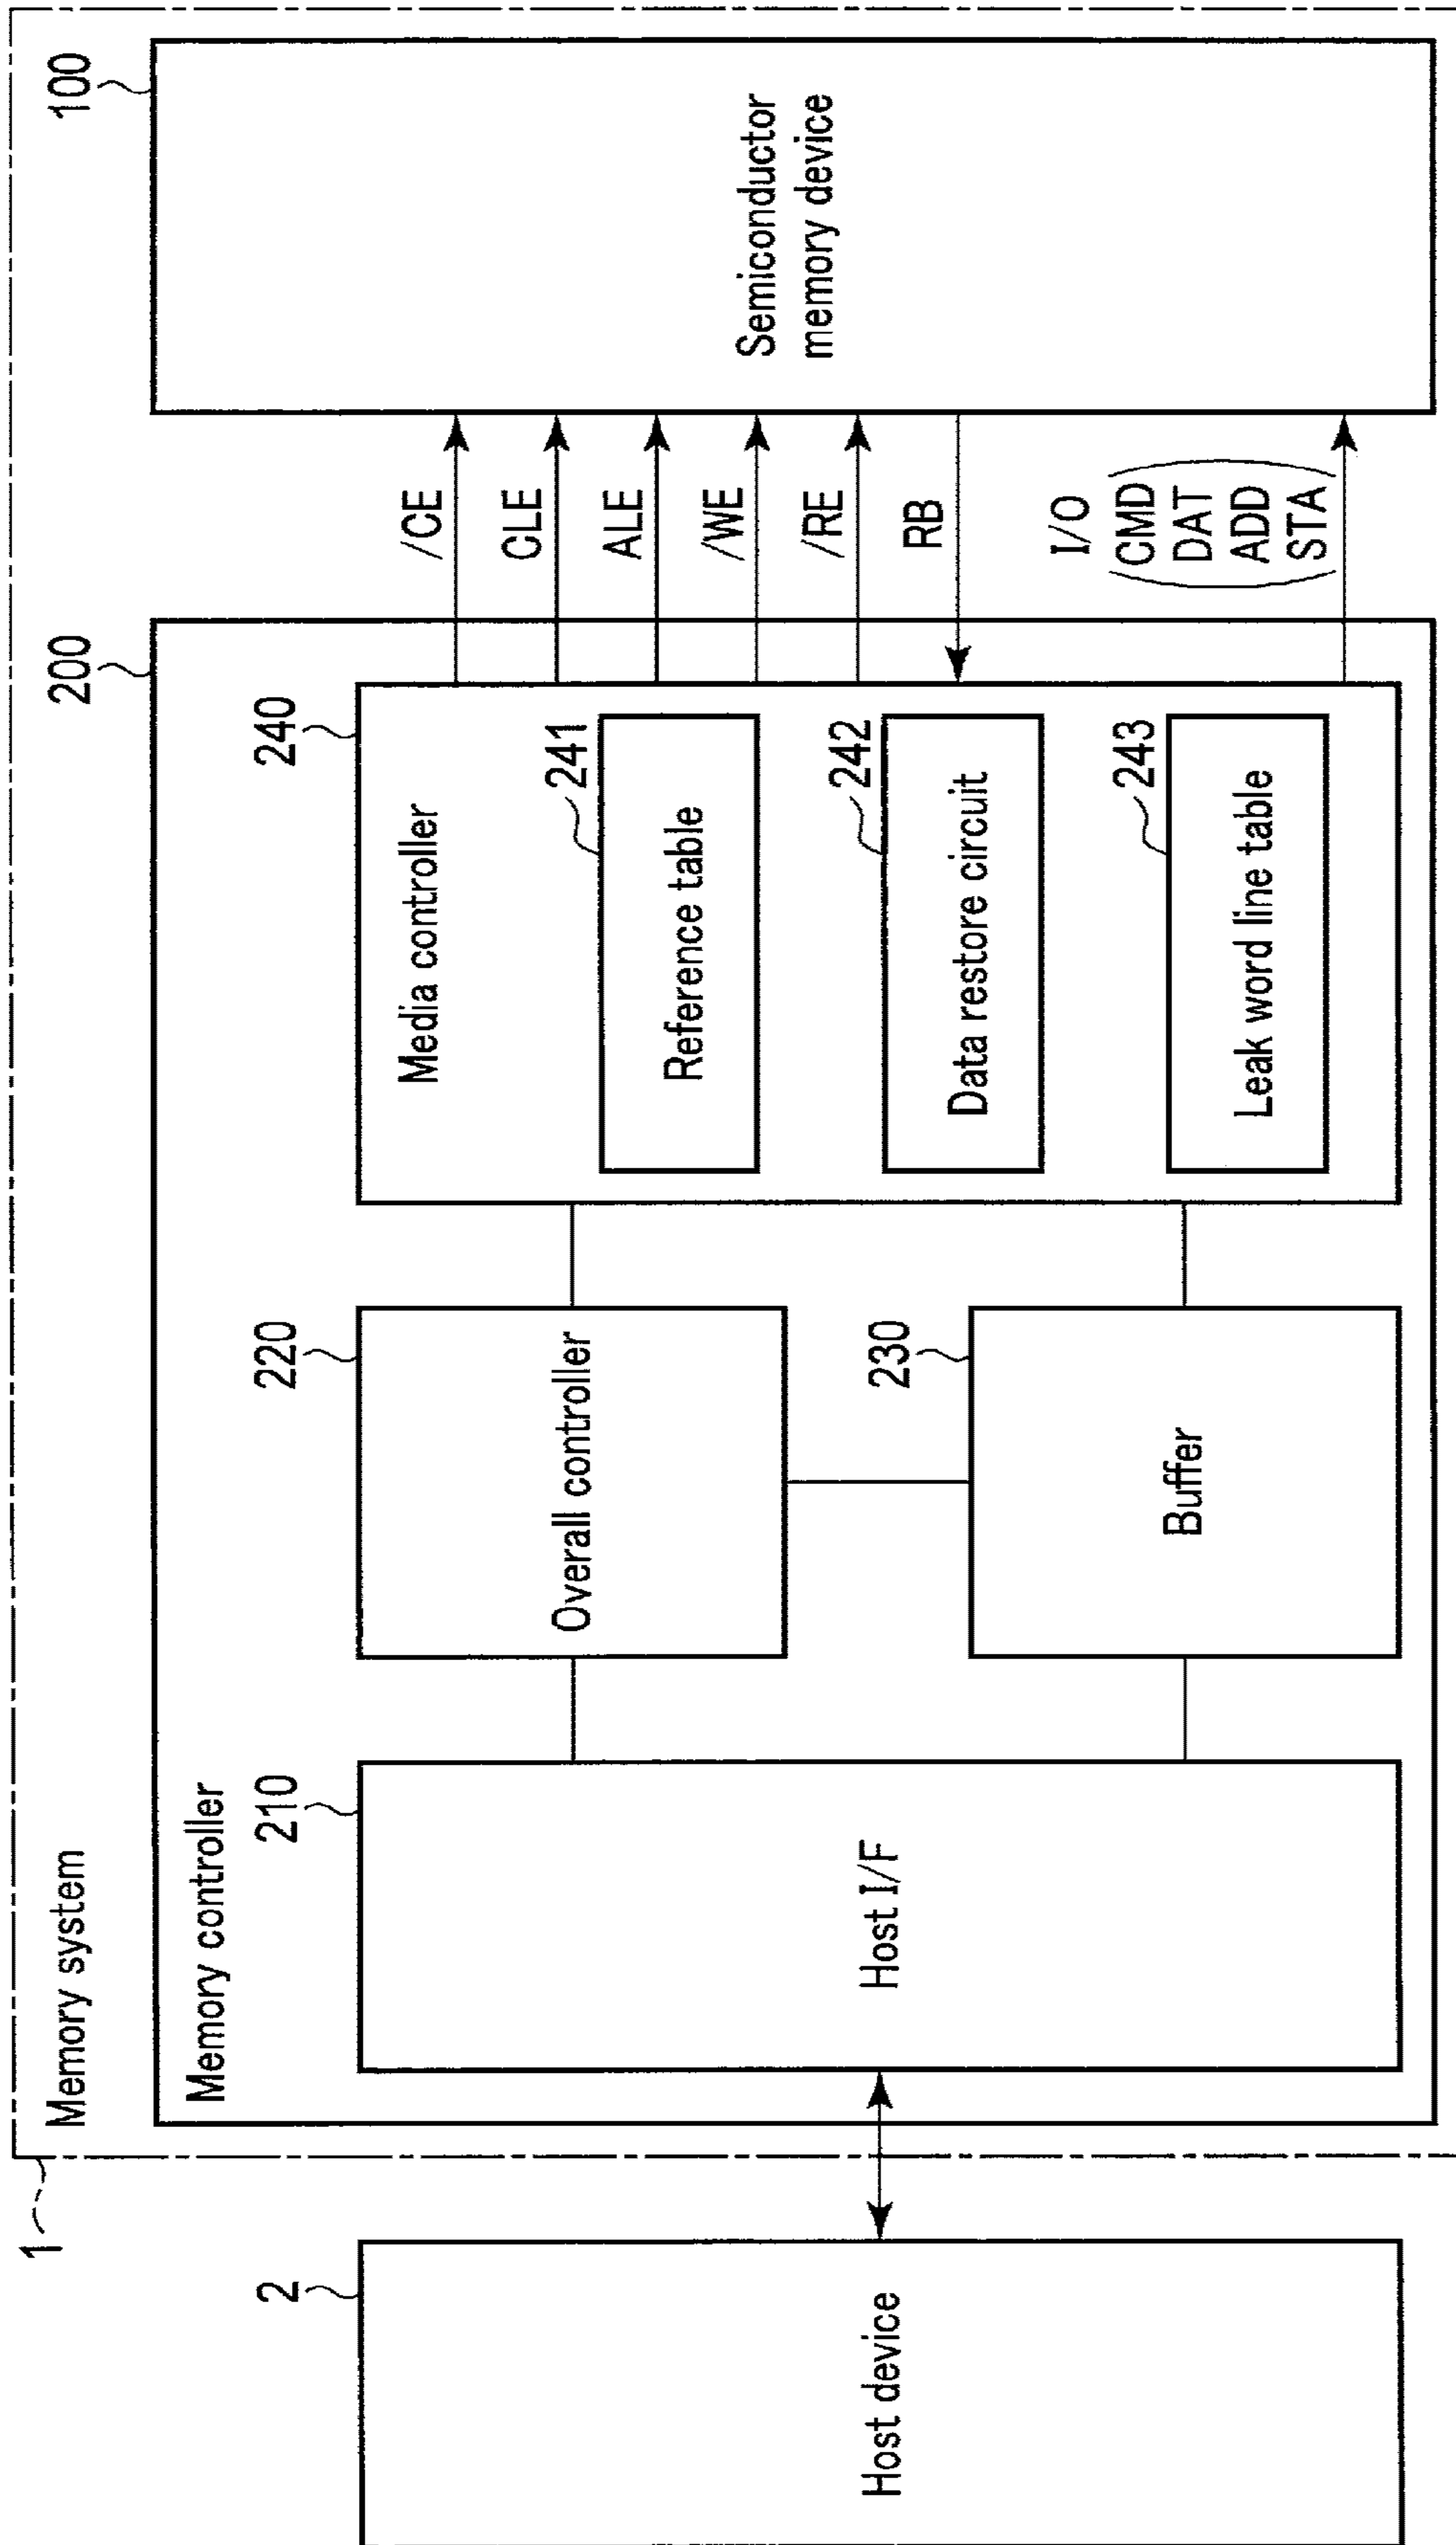 1
Memory system
2
Host device
200
Memory controller
210
Host I/F
220
Overall controller
230
Buffer
240
Media controller
241
Reference table
242
Data restore circuit
243
Leak word line table
/CE
CLE
ALE
/WE
/RE
RB
I/O
(CMD
DAT
ADD
STA)
100
Semiconductor
memory device